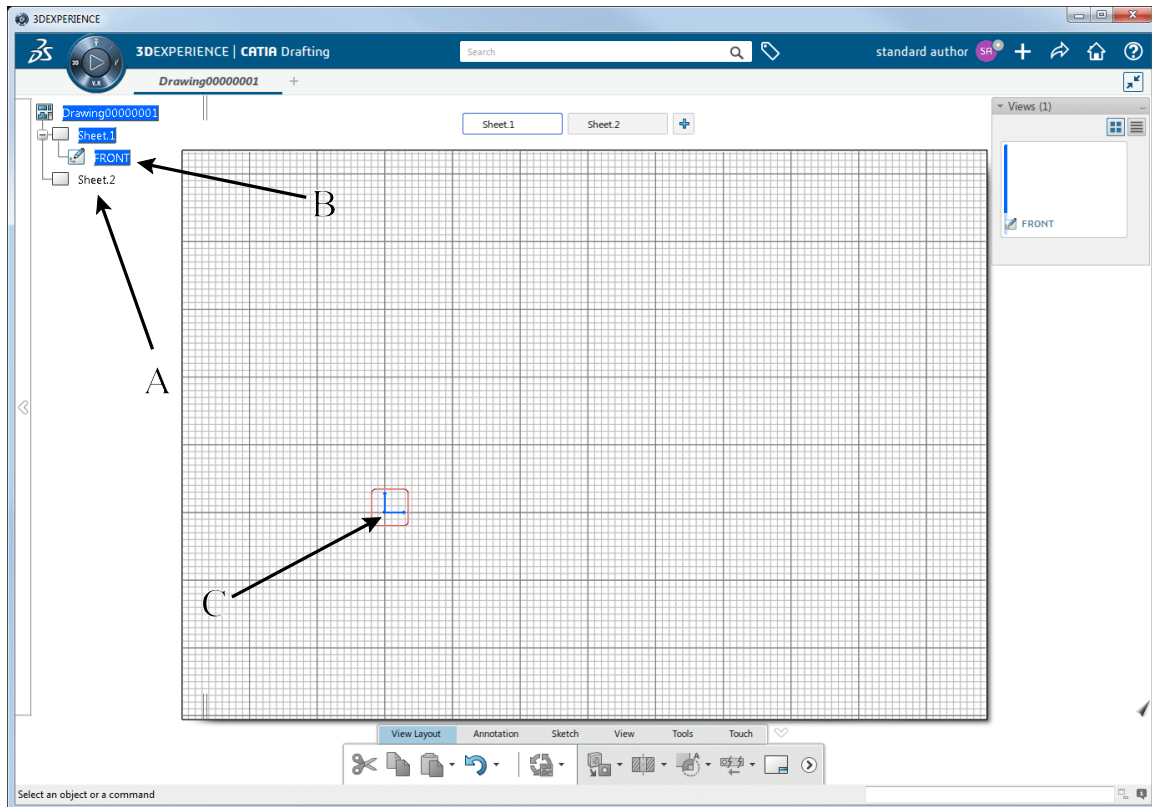 3DEXPERIENCE
3DEXPERIENCE | CATIA Drafting
Search
standard author
SA
3D
V.R
Drawing00000001
Drawing00000001
Sheet.1
FRONT
Sheet.2
Sheet.1
Sheet.2
Views (1)
FRONT
B
A
C
View Layout
Annotation
Sketch
View
Tools
Touch
Select an object or a command